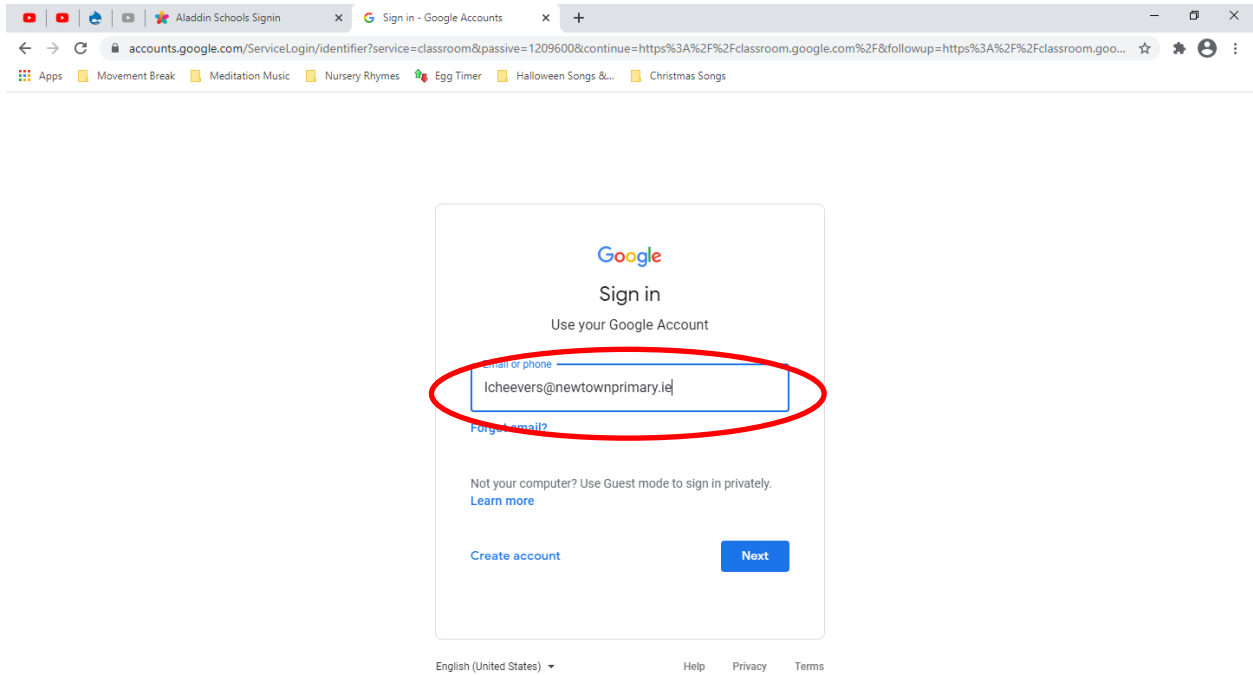 Aladdin Schools Signin
Sign in - Google Accounts
accounts.google.com/ServiceLogin/identifier?service=classroom&passive=1209600&continue=https%3A%2F%2Fclassroom.google.com%2F&followup=https%3A%2F%2Fclassroom.goo...
Apps Movement Break Meditation Music Nursery Rhymes Egg Timer Halloween Songs &... Christmas Songs
Google
Sign in
Use your Google Account
Email or phone
lcheevers@newtownprimary.ie
Forgot email?
Not your computer? Use Guest mode to sign in privately.
Learn more
Create account
Next
English (United States) Help Privacy Terms